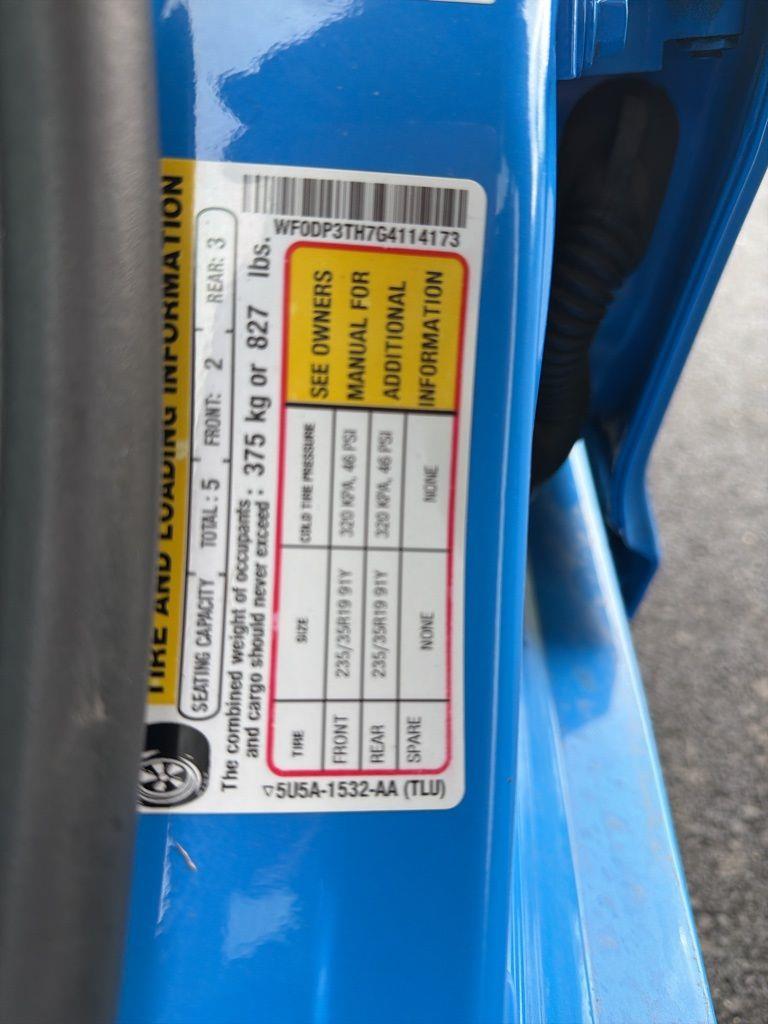 TIRE AND LOADING INFORMATION
SEATING CAPACITY TOTAL : 5 FRONT: 2 REAR: 3
The combined weight of occupants
and cargo should never exceed : 375 kg or 827 lbs.
TIRE SIZE COLD TIRE PRESSURE
FRONT 235/35R19 91Y 320 KPA, 46 PSI
REAR 235/35R19 91Y 320 KPA, 46 PSI
SPARE NONE NONE
SEE OWNERS
MANUAL FOR
ADDITIONAL
INFORMATION
5U5A-1532-AA (TLU)
WF0DP3TH7G4114173